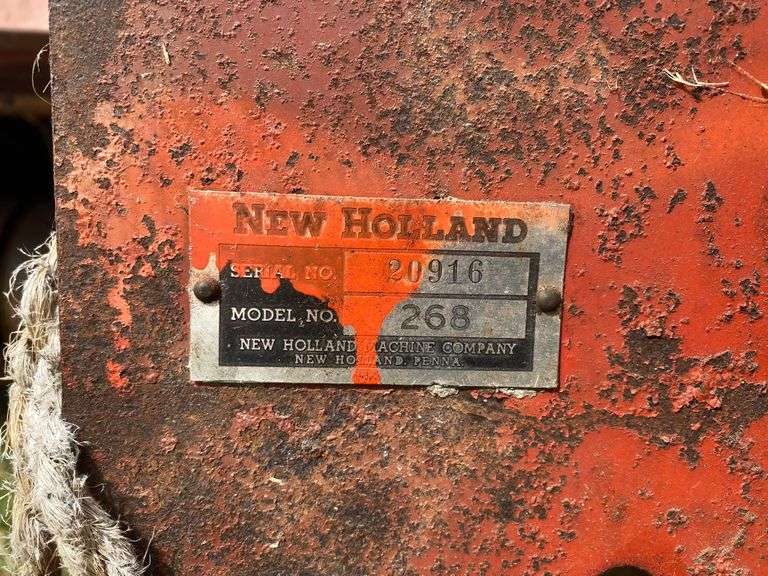 NEW HOLLAND
SERIAL NO. 20916
MODEL NO. 268
NEW HOLLAND MACHINE COMPANY
NEW HOLLAND, PENNA.